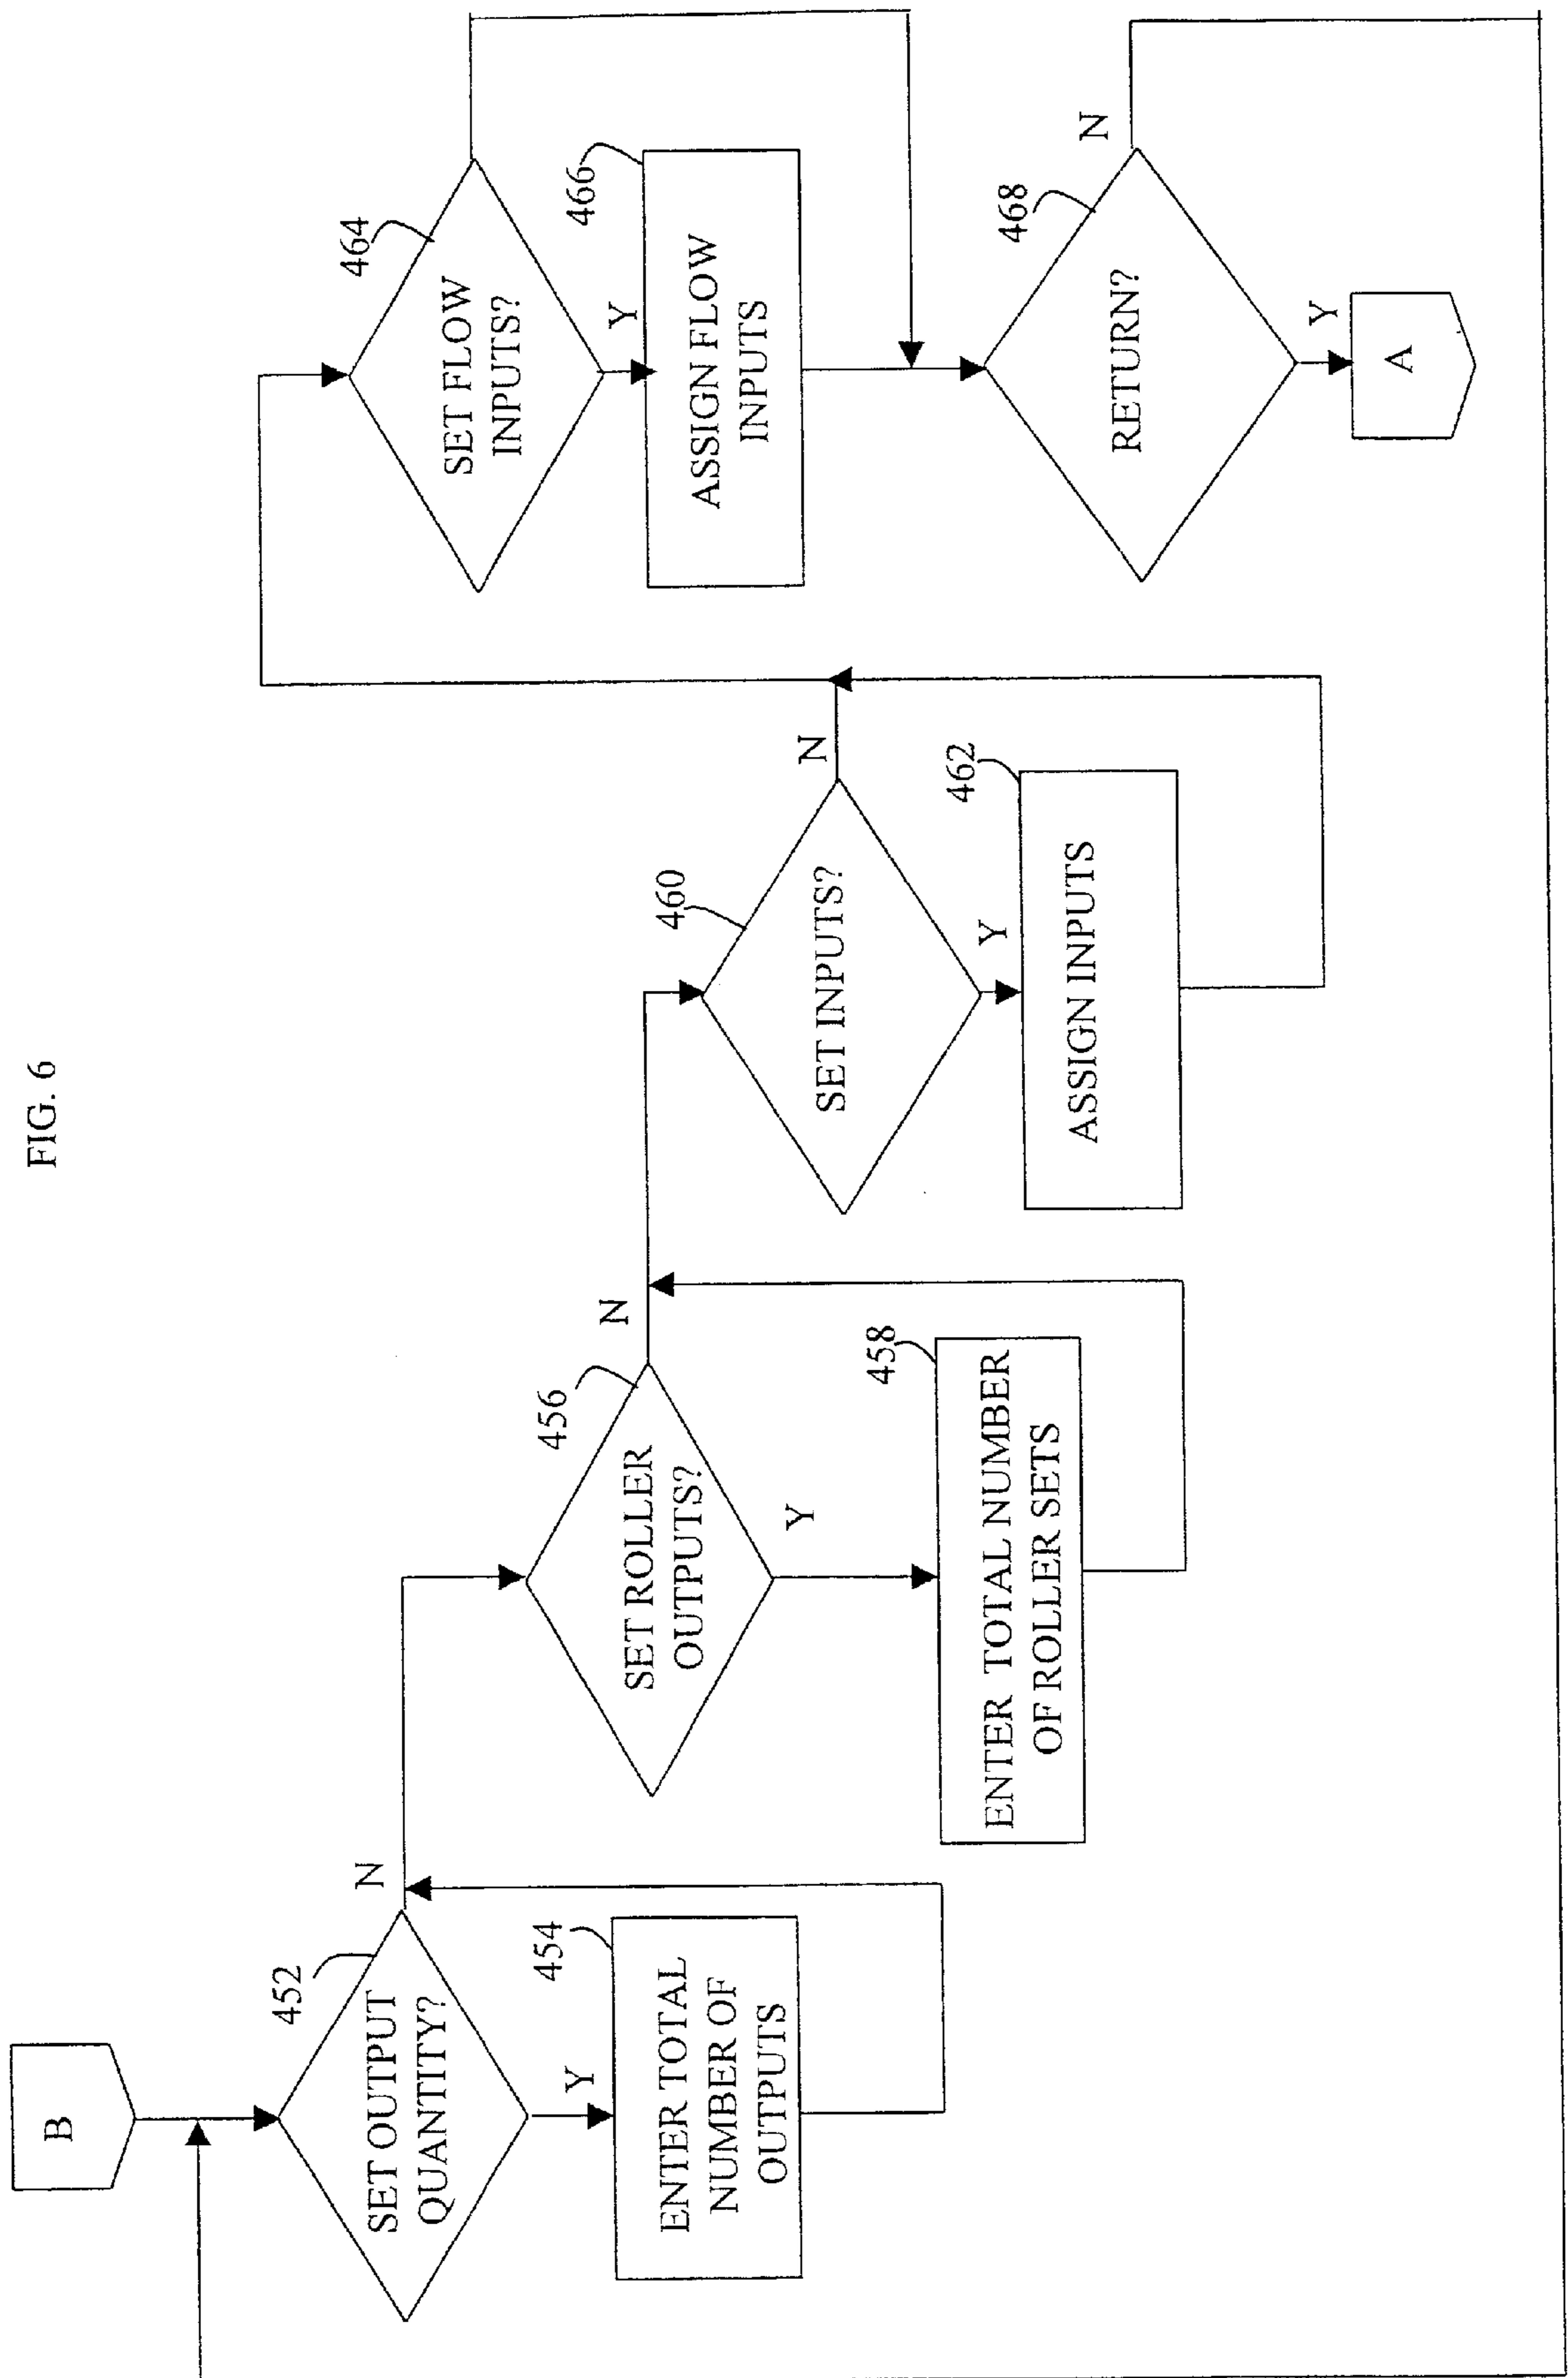 FIG. 6
B
452
SET OUTPUT
QUANTITY?
N
Y
454
ENTER TOTAL
NUMBER OF
OUTPUTS
456
SET ROLLER
OUTPUTS?
N
Y
458
ENTER TOTAL NUMBER
OF ROLLER SETS
460
SET INPUTS?
N
Y
462
ASSIGN INPUTS
464
SET FLOW
INPUTS?
Y
466
ASSIGN FLOW
INPUTS
468
RETURN?
N
Y
A